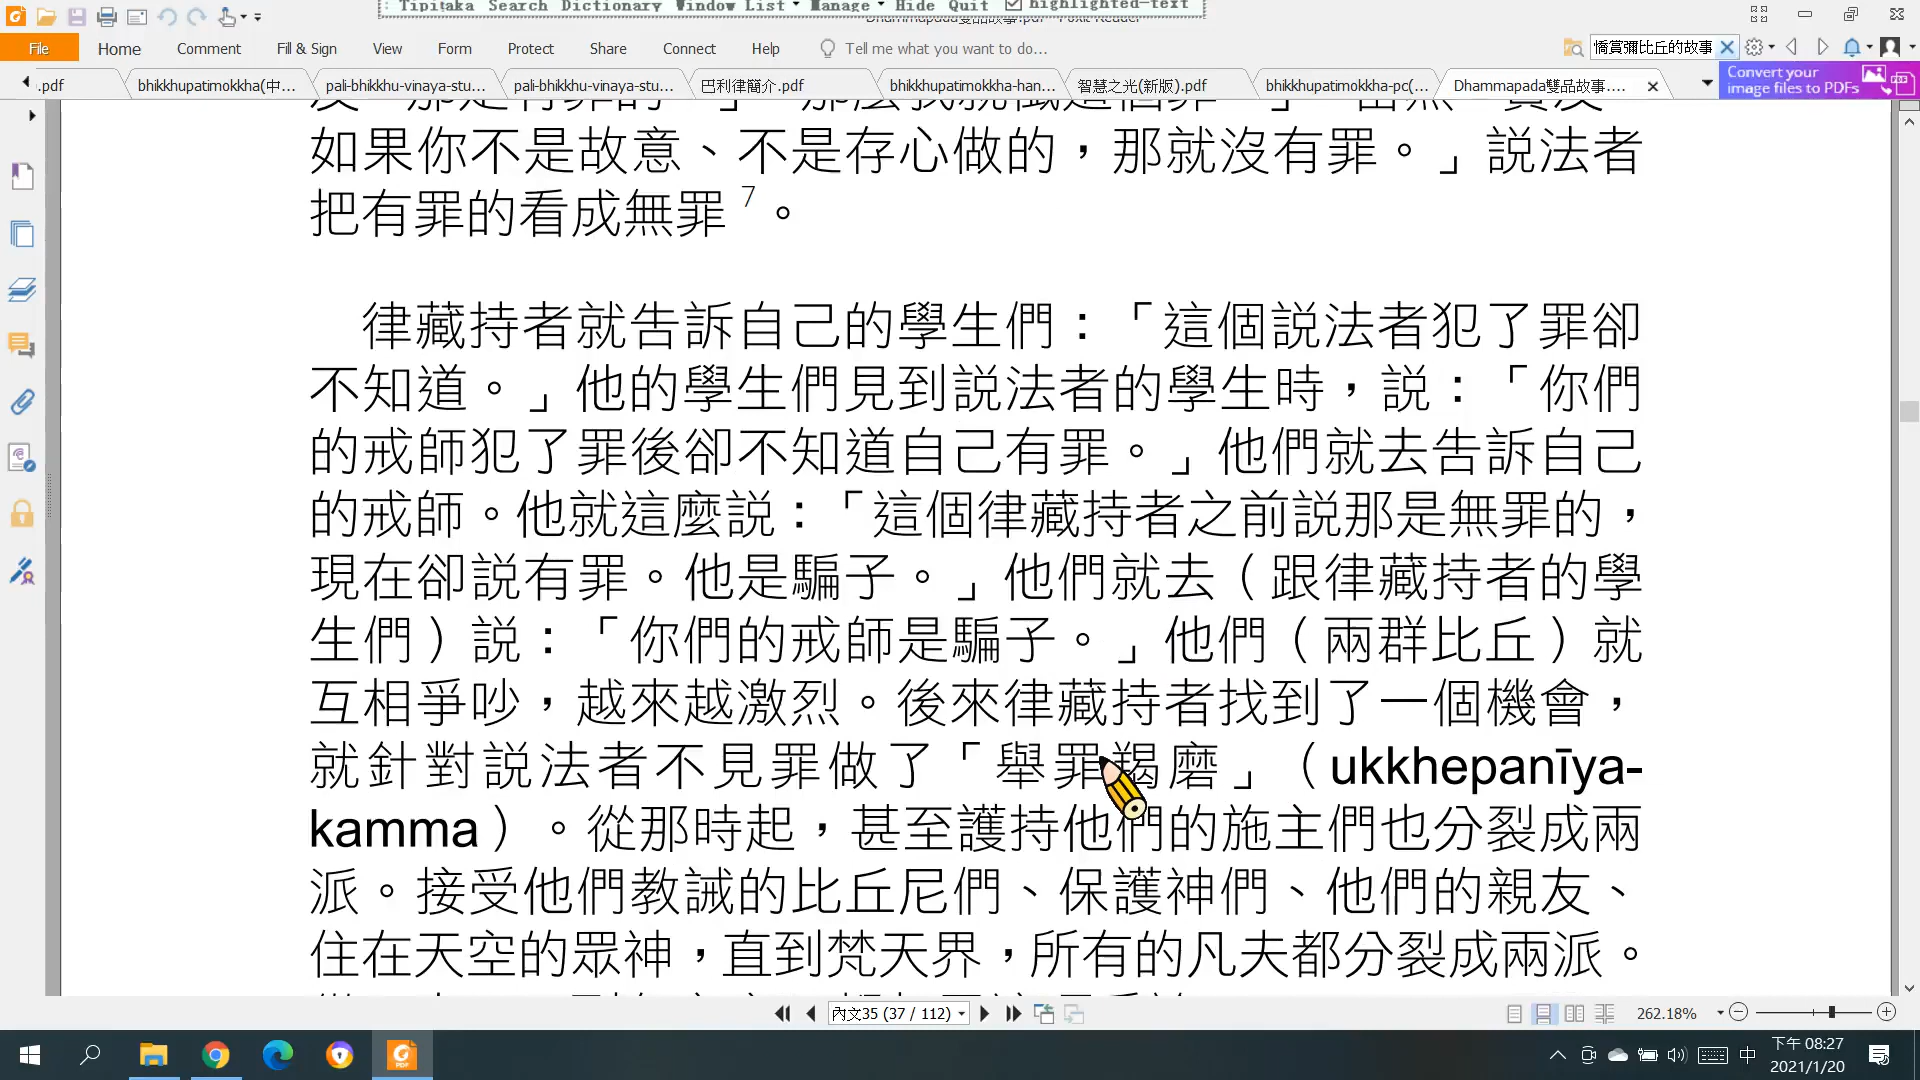 Tipiṭaka Search Dictionary Window List Manage Hide Quit highlighted-text
File Home Comment Fill & Sign View Form Protect Share Connect Help Tell me what you want to do... 憍賞彌比丘的故事
.pdf bhikkhupatimokkha(中... pali-bhikkhu-vinaya-stu... pali-bhikkhu-vinaya-stu... 巴利律簡介.pdf bhikkhupatimokkha-han... 智慧之光(新版).pdf bhikkhupatimokkha-pc(... Dhammapada雙品故事....
Convert your
image files to PDFs
如果你不是故意、不是存心做的，那就沒有罪。」說法者
把有罪的看成無罪 7 。
律藏持者就告訴自己的學生們：「這個說法者犯了罪卻
不知道。」他的學生們見到說法者的學生時，說：「你們
的戒師犯了罪後卻不知道自己有罪。」他們就去告訴自己
的戒師。他就這麼說：「這個律藏持者之前說那是無罪的，
現在卻說有罪。他是騙子。」他們就去（跟律藏持者的學
生們）說：「你們的戒師是騙子。」他們（兩群比丘）就
互相爭吵，越來越激烈。後來律藏持者找到了一個機會，
就針對說法者不見罪做了「舉罪羯磨」（ukkhepanīya-
kamma）。從那時起，甚至護持他們的施主們也分裂成兩
派。接受他們教誡的比丘尼們、保護神們、他們的親友、
住在天空的眾神，直到梵天界，所有的凡夫都分裂成兩派。
內文35 (37 / 112)
262.18%
中
下午 08:27
2021/1/20